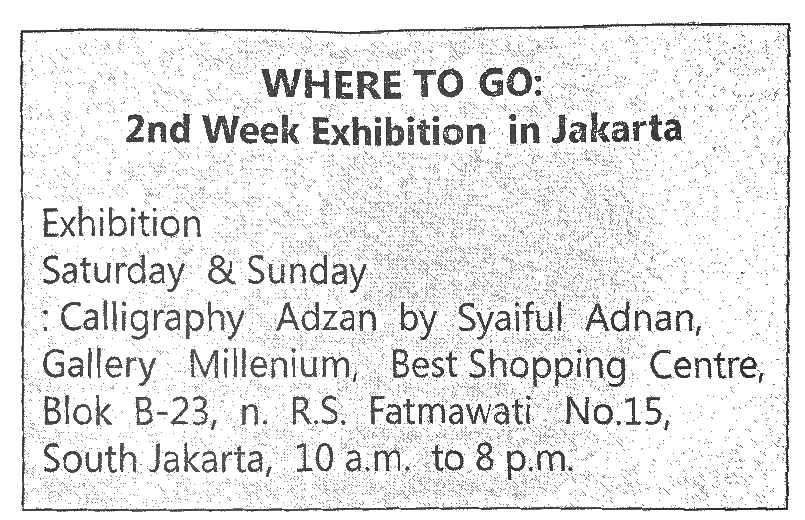 WHERE TO GO:
2nd Week Exhibition in Jakarta
Exhibition
Saturday & Sunday
: Calligraphy Adzan by Syaiful Adnan,
Gallery Millenium, Best Shopping Centre,
Blok B-23, n. R.S. Fatmawati No.15,
South Jakarta, 10 a.m. to 8 p.m.